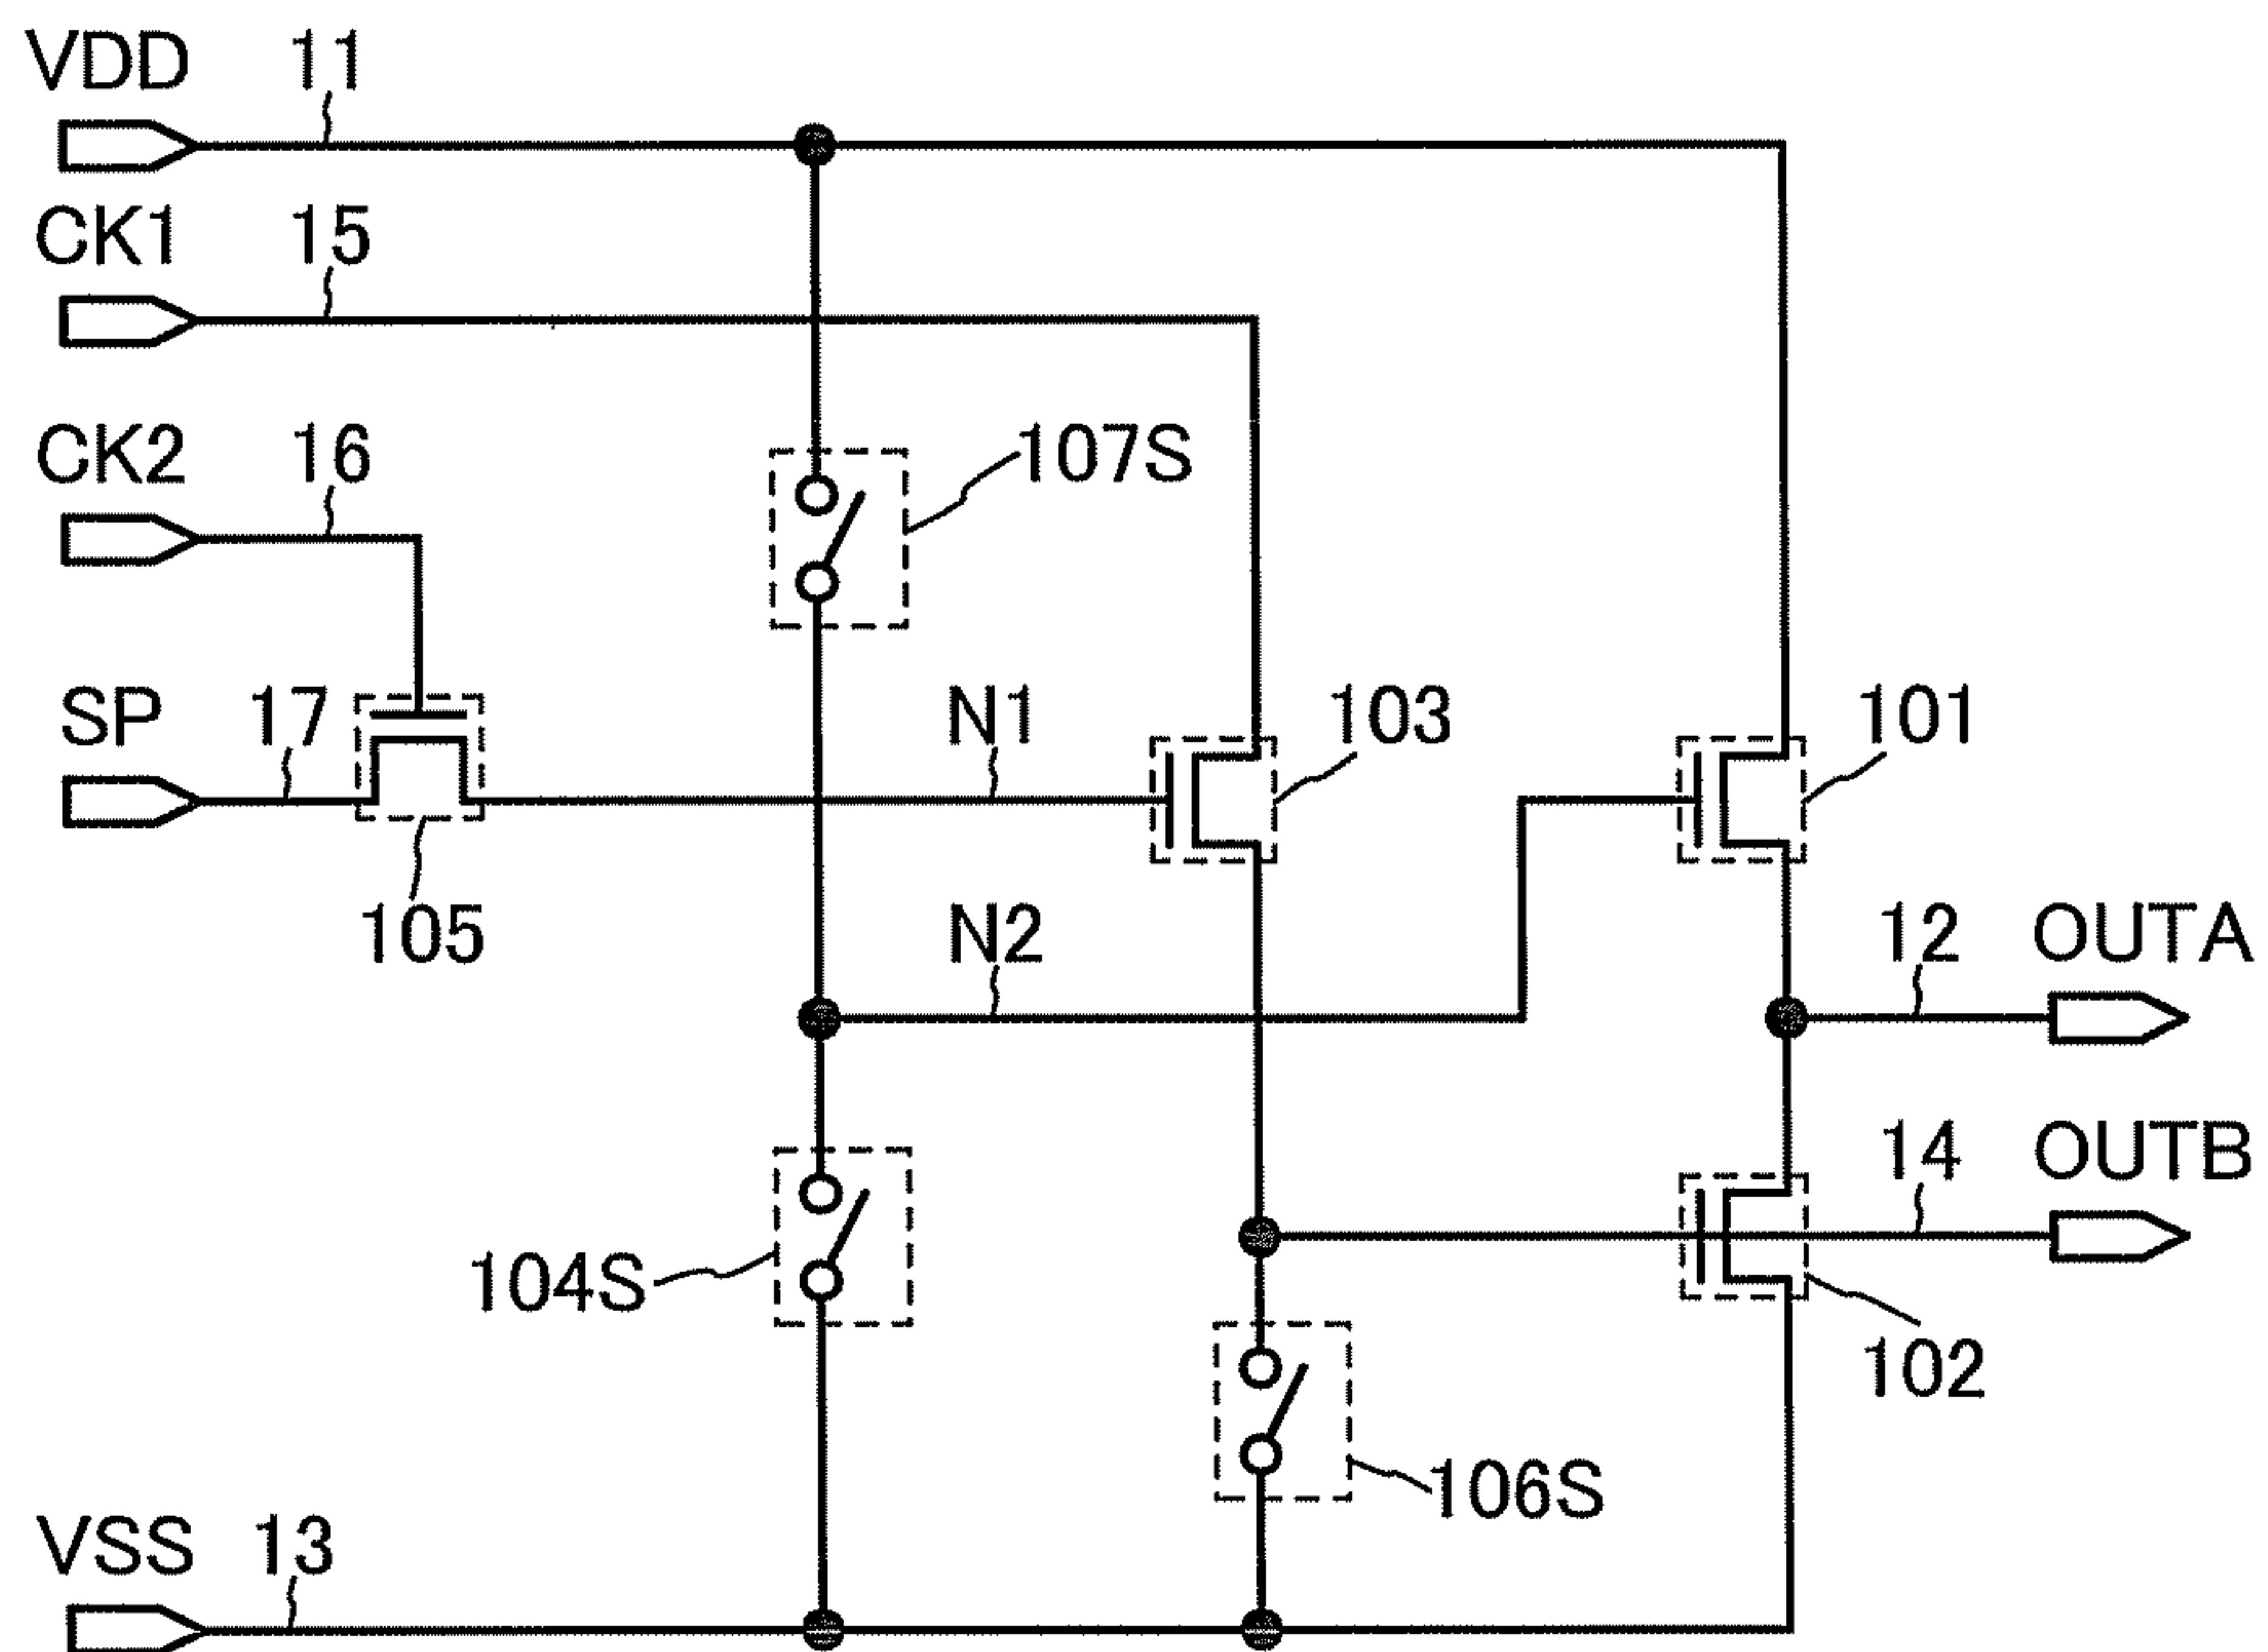 VDD 11
CK1 15
CK2 16
107S
SP 17
N1
103
101
105
N2
12 OUTA
14 OUTB
104S
102
106S
VSS 13